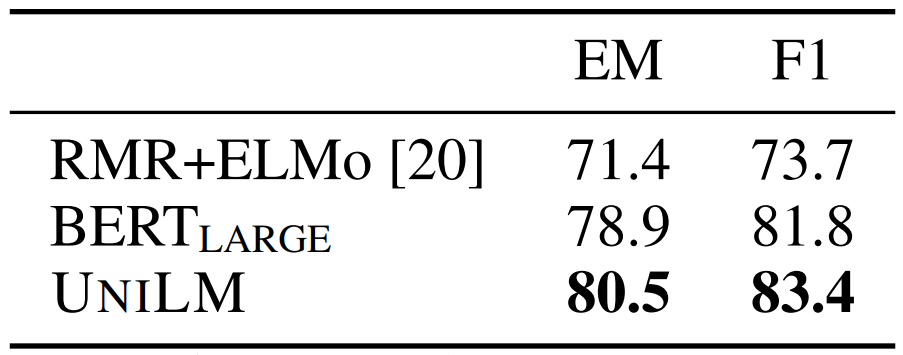 EM F1
RMR+ELMo [20] 71.4 73.7
BERTLARGE 78.9 81.8
UNILM 80.5 83.4